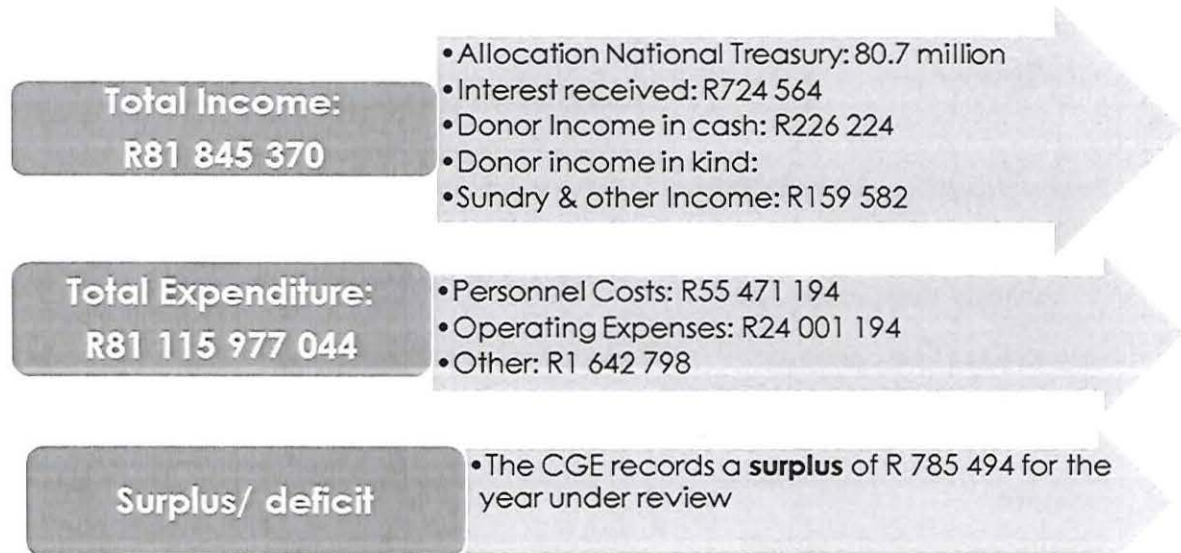 Total Income:
R81 845 370
•Allocation National Treasury: 80.7 million
•Interest received: R724 564
•Donor Income in cash: R226 224
•Donor income in kind:
•Sundry & other Income: R159 582
Total Expenditure:
R81 115 977 044
•Personnel Costs: R55 471 194
•Operating Expenses: R24 001 194
•Other: R1 642 798
Surplus/ deficit
•The CGE records a surplus of R 785 494 for the
year under review